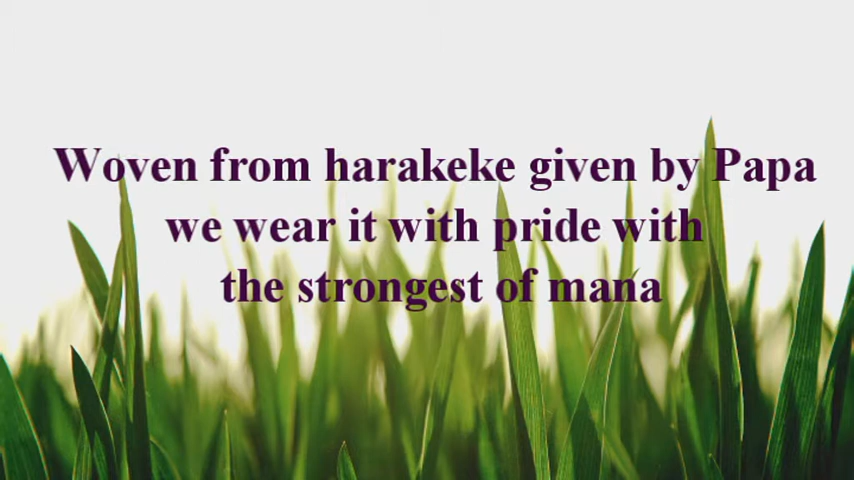 Woven from harakeke given by Papa
we wear it with pride with
the strongest of mana